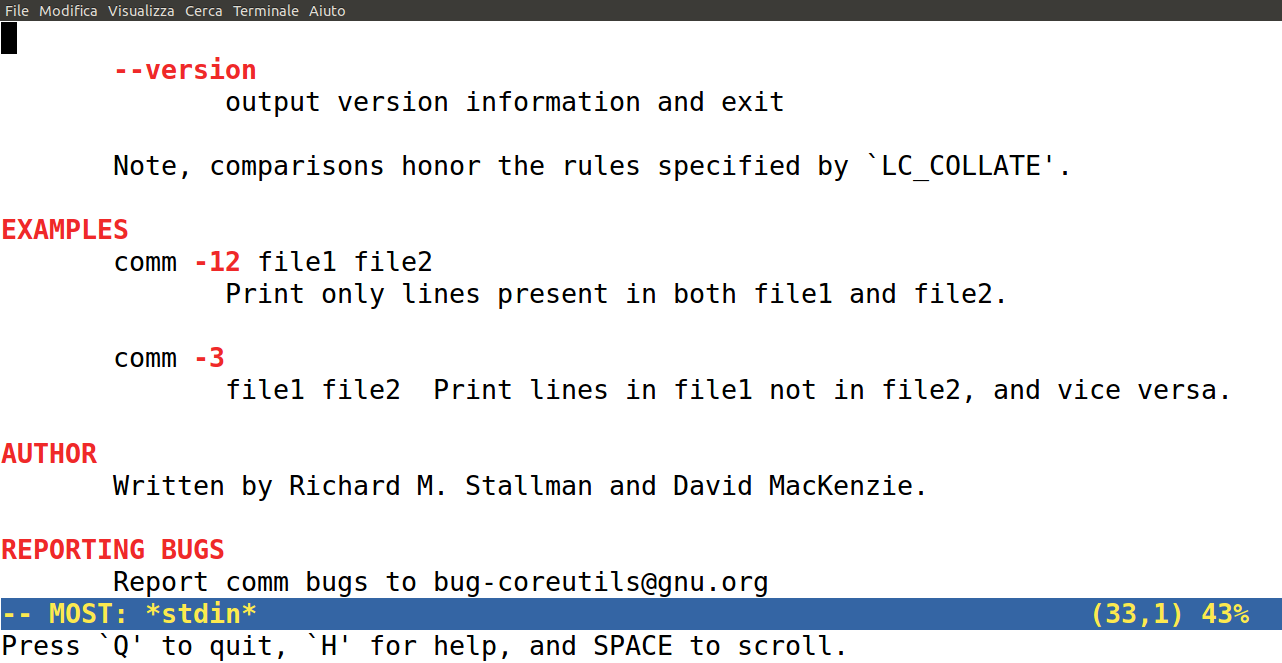 File Modifica Visualizza Cerca Terminale Aiuto
--version
output version information and exit
Note, comparisons honor the rules specified by `LC_COLLATE'.
EXAMPLES
comm -12 file1 file2
Print only lines present in both file1 and file2.
comm -3
file1 file2  Print lines in file1 not in file2, and vice versa.
AUTHOR
Written by Richard M. Stallman and David MacKenzie.
REPORTING BUGS
Report comm bugs to bug-coreutils@gnu.org
-- MOST: *stdin* (33,1) 43%
Press `Q' to quit, `H' for help, and SPACE to scroll.